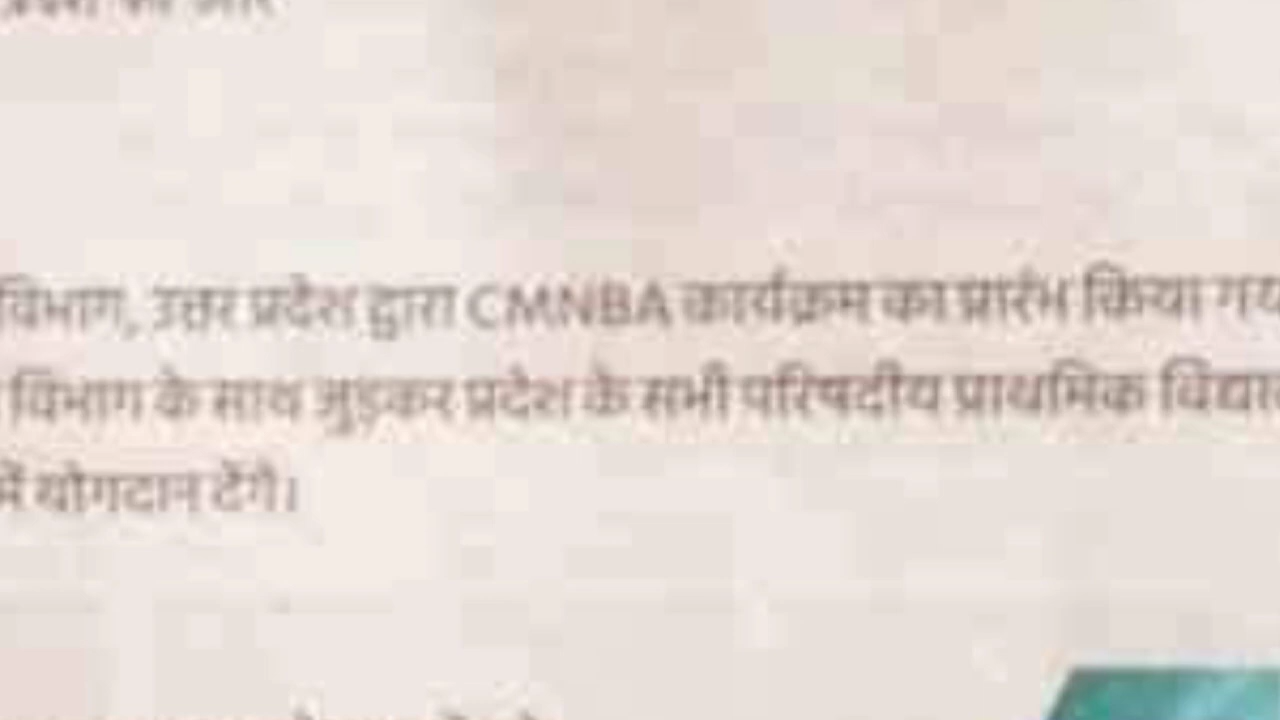 विभाग, उत्तर प्रदेश द्वारा CMNBA कार्यक्रम का प्रारंभ किया
विभाग के साथ जुड़कर प्रदेश के सभी परिषदीय प्राथमिक
में योगदान देंगे।